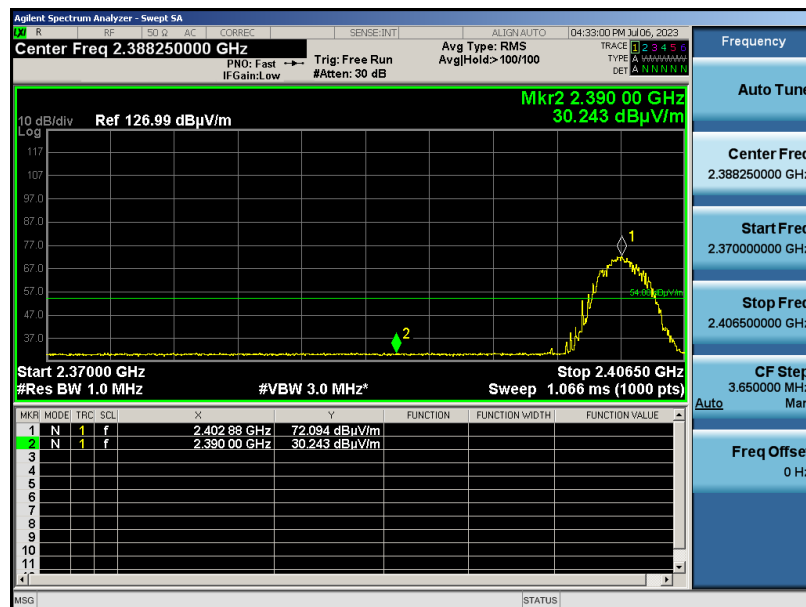 Agilent Spectrum Analyzer - Swept SA
LXI R RF 50 Ω AC CORREC SENSE:INT ALIGN AUTO 04:33:00 PM Jul 06, 2023
Center Freq 2.388250000 GHz
PNO: Fast
IFGain:Low
Trig: Free Run
#Atten: 30 dB
Avg Type: RMS
Avg|Hold:>100/100
TRACE 1 2 3 4 5 6
TYPE A
DET A N N N N N
Mkr2 2.390 00 GHz
30.243 dBµV/m
10 dB/div Ref 126.99 dBµV/m
Log
117
107
97.0
87.0
77.0
67.0
57.0
47.0
37.0
1
2
54.00 dBµV/m
Start 2.37000 GHz Stop 2.40650 GHz
#Res BW 1.0 MHz #VBW 3.0 MHz* Sweep 1.066 ms (1000 pts)
MKR MODE TRC SCL X Y FUNCTION FUNCTION WIDTH FUNCTION VALUE
1 N 1 f 2.402 88 GHz 72.094 dBµV/m
2 N 1 f 2.390 00 GHz 30.243 dBµV/m
3
4
5
6
7
8
9
10
11
MSG STATUS
Frequency
Auto Tune
Center Freq
2.388250000 GHz
Start Freq
2.370000000 GHz
Stop Freq
2.406500000 GHz
CF Step
3.650000 MHz
Auto Man
Freq Offset
0 Hz